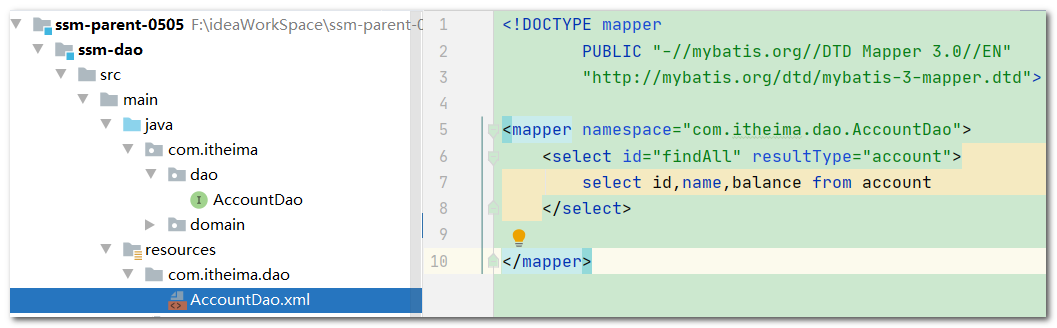 ssm-parent-0505 F:\ideaWorkSpace\ssm-parent-0
ssm-dao
src
main
java
com.itheima
dao
AccountDao
domain
resources
com.itheima.dao
AccountDao.xml
1 <!DOCTYPE mapper
2 PUBLIC "-//mybatis.org//DTD Mapper 3.0//EN"
3 "http://mybatis.org/dtd/mybatis-3-mapper.dtd">
4
5 <mapper namespace="com.itheima.dao.AccountDao">
6 <select id="findAll" resultType="account">
7 select id,name,balance from account
8 </select>
9
10 </mapper>